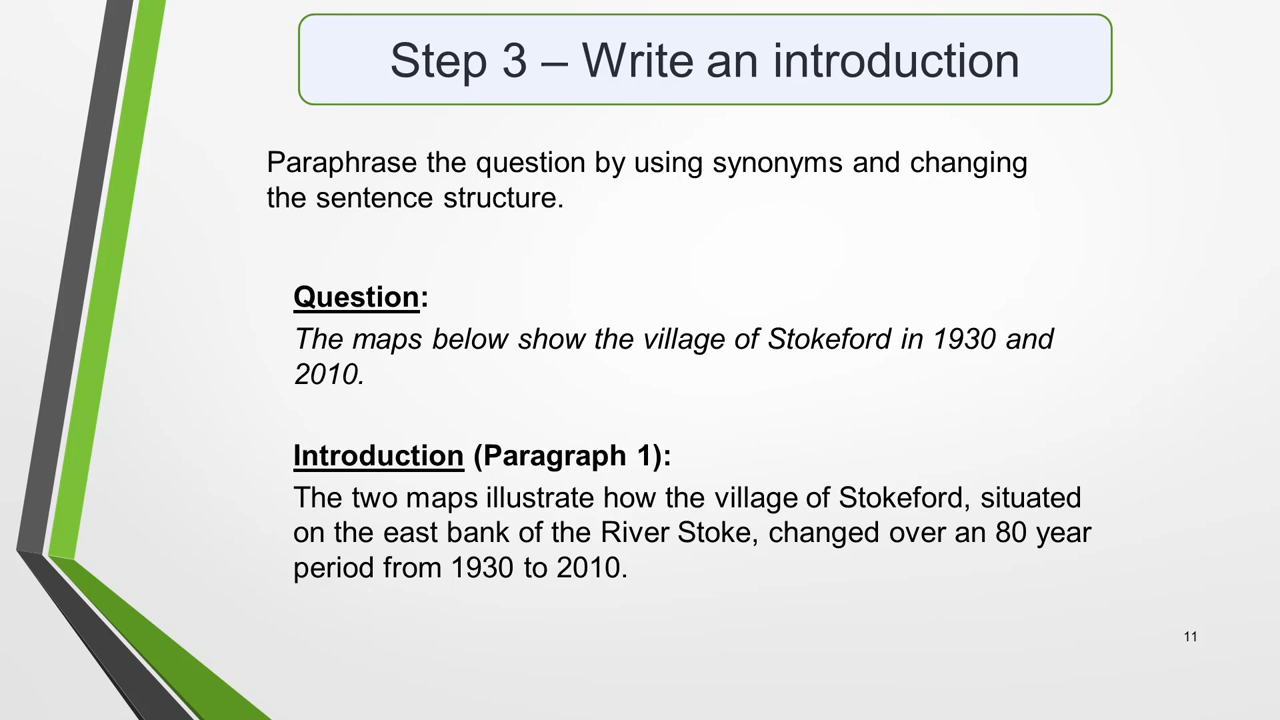 Step 3 – Write an introduction
Paraphrase the question by using synonyms and changing
the sentence structure.
Question:
The maps below show the village of Stokeford in 1930 and
2010.
Introduction (Paragraph 1):
The two maps illustrate how the village of Stokeford, situated
on the east bank of the River Stoke, changed over an 80 year
period from 1930 to 2010.
11